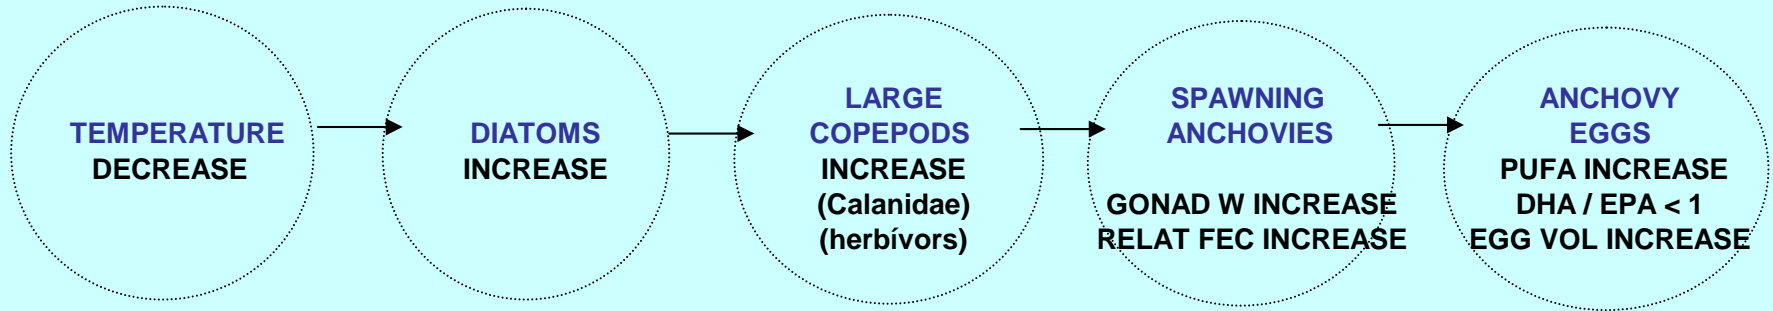 TEMPERATURE
DECREASE
DIATOMS
INCREASE
LARGE
COPEPODS
INCREASE
(Calanidae)
(herbívors)
SPAWNING
ANCHOVIES
GONAD W INCREASE
RELAT FEC INCREASE
ANCHOVY
EGGS
PUFA INCREASE
DHA / EPA < 1
EGG VOL INCREASE